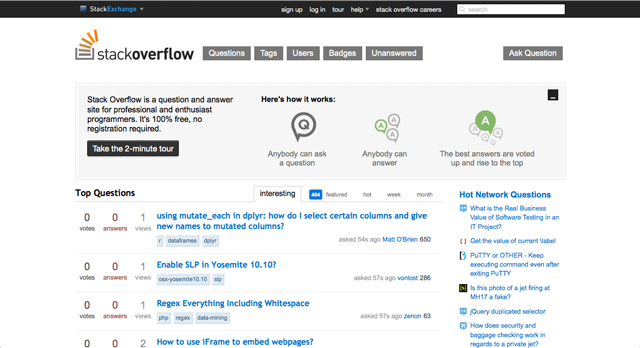 StackExchange
sign up log in tour help stack overflow careers
search
stackoverflow
Questions Tags Users Badges Unanswered Ask Question
Stack Overflow is a question and answer
site for professional and enthusiast
programmers. It's 100% free, no
registration required.
Take the 2-minute tour
Here's how it works:
Q
A
A
A
A
A
Anybody can ask
a question
Anybody can
answer
The best answers are voted
up and rise to the top
Top Questions
interesting 404 featured hot week month
0 votes 0 answers 1 views
using mutate_each in dplyr: how do I select certain columns and give
new names to mutated columns?
r dataframes dplyr
asked 54s ago Matt O'Brien 650
0 votes 0 answers 1 views
Enable SLP in Yosemite 10.10?
osx-yosemite10.10 slp
asked 57s ago vonlost 286
0 votes 0 answers 1 views
Regex Everything Including Whitespace
php regex data-mining
asked 57s ago zenon 63
0 0 2
How to use iFrame to embed webpages?
Hot Network Questions
What is the Real Business
Value of Software Testing in an
IT Project?
Get the value of current \label
PuTTY or OTHER - Keep
executing command even after
exiting PuTTY
Is this photo of a jet firing at
MH17 a fake?
jQuery duplicated selector
How does security and
baggage checking work in
regards to a private jet?